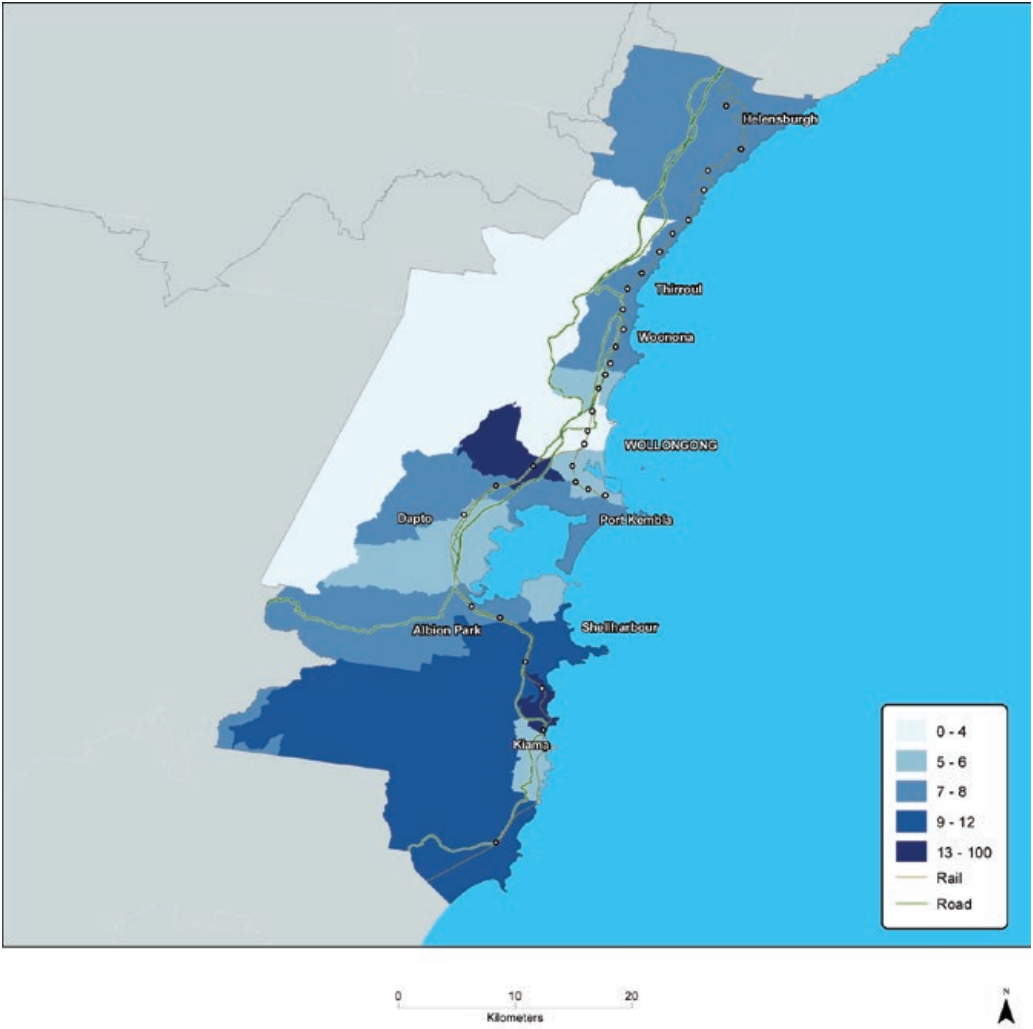 Helensburgh
Thirroul
Woonona
WOLLONGONG
Port Kembla
Dapto
Albion Park
Shellharbour
Kiama
0 - 4
5 - 6
7 - 8
9 - 12
13 - 100
Rail
Road
0 10 20
Kilometers
N